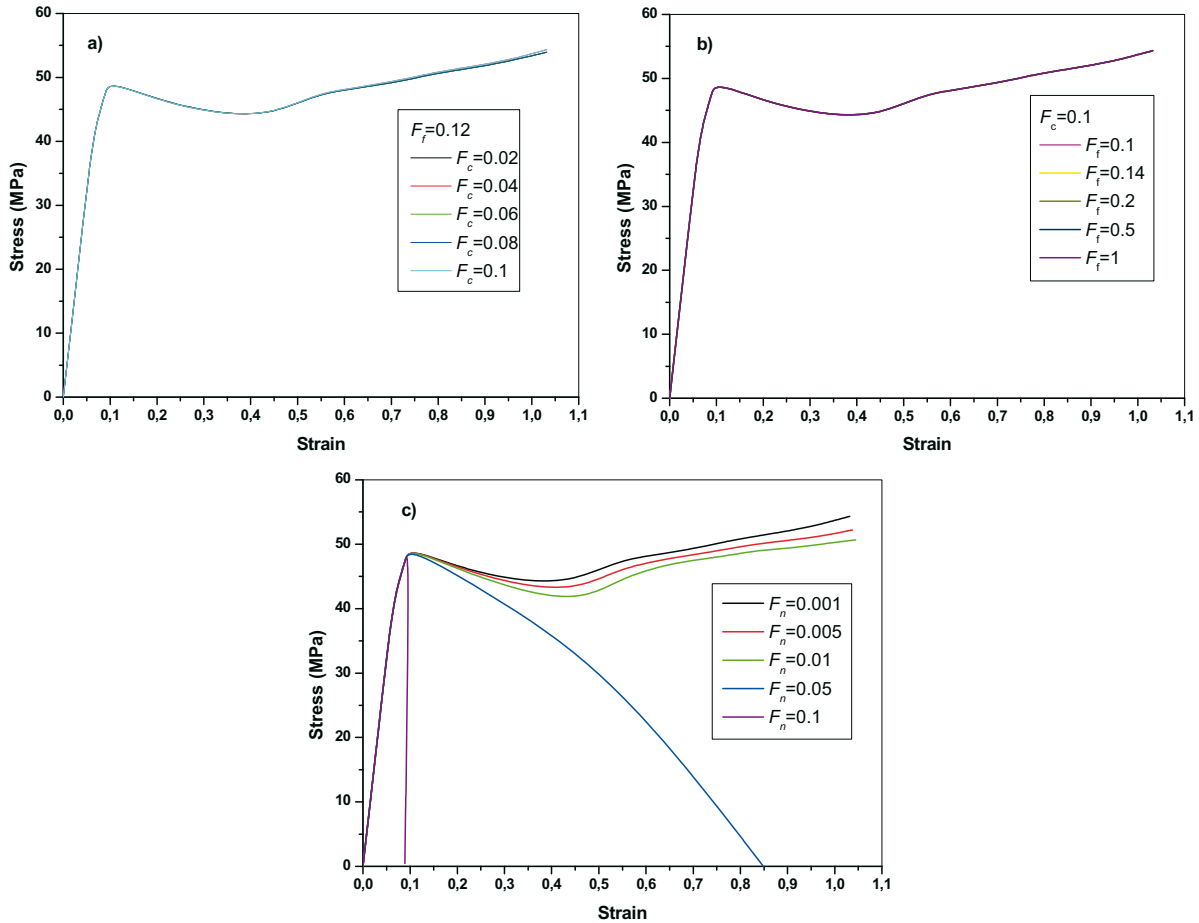 a)
Stress (MPa)
60
50
40
30
20
10
0
0,0 0,1 0,2 0,3 0,4 0,5 0,6 0,7 0,8 0,9 1,0 1,1
Strain
F_f=0.12
F_c=0.02
F_c=0.04
F_c=0.06
F_c=0.08
F_c=0.1
b)
Stress (MPa)
60
50
40
30
20
10
0
0,0 0,1 0,2 0,3 0,4 0,5 0,6 0,7 0,8 0,9 1,0 1,1
Strain
F_c=0.1
F_f=0.1
F_f=0.14
F_f=0.2
F_f=0.5
F_f=1
c)
Stress (MPa)
60
50
40
30
20
10
0
0,0 0,1 0,2 0,3 0,4 0,5 0,6 0,7 0,8 0,9 1,0 1,1
Strain
F_n=0.001
F_n=0.005
F_n=0.01
F_n=0.05
F_n=0.1